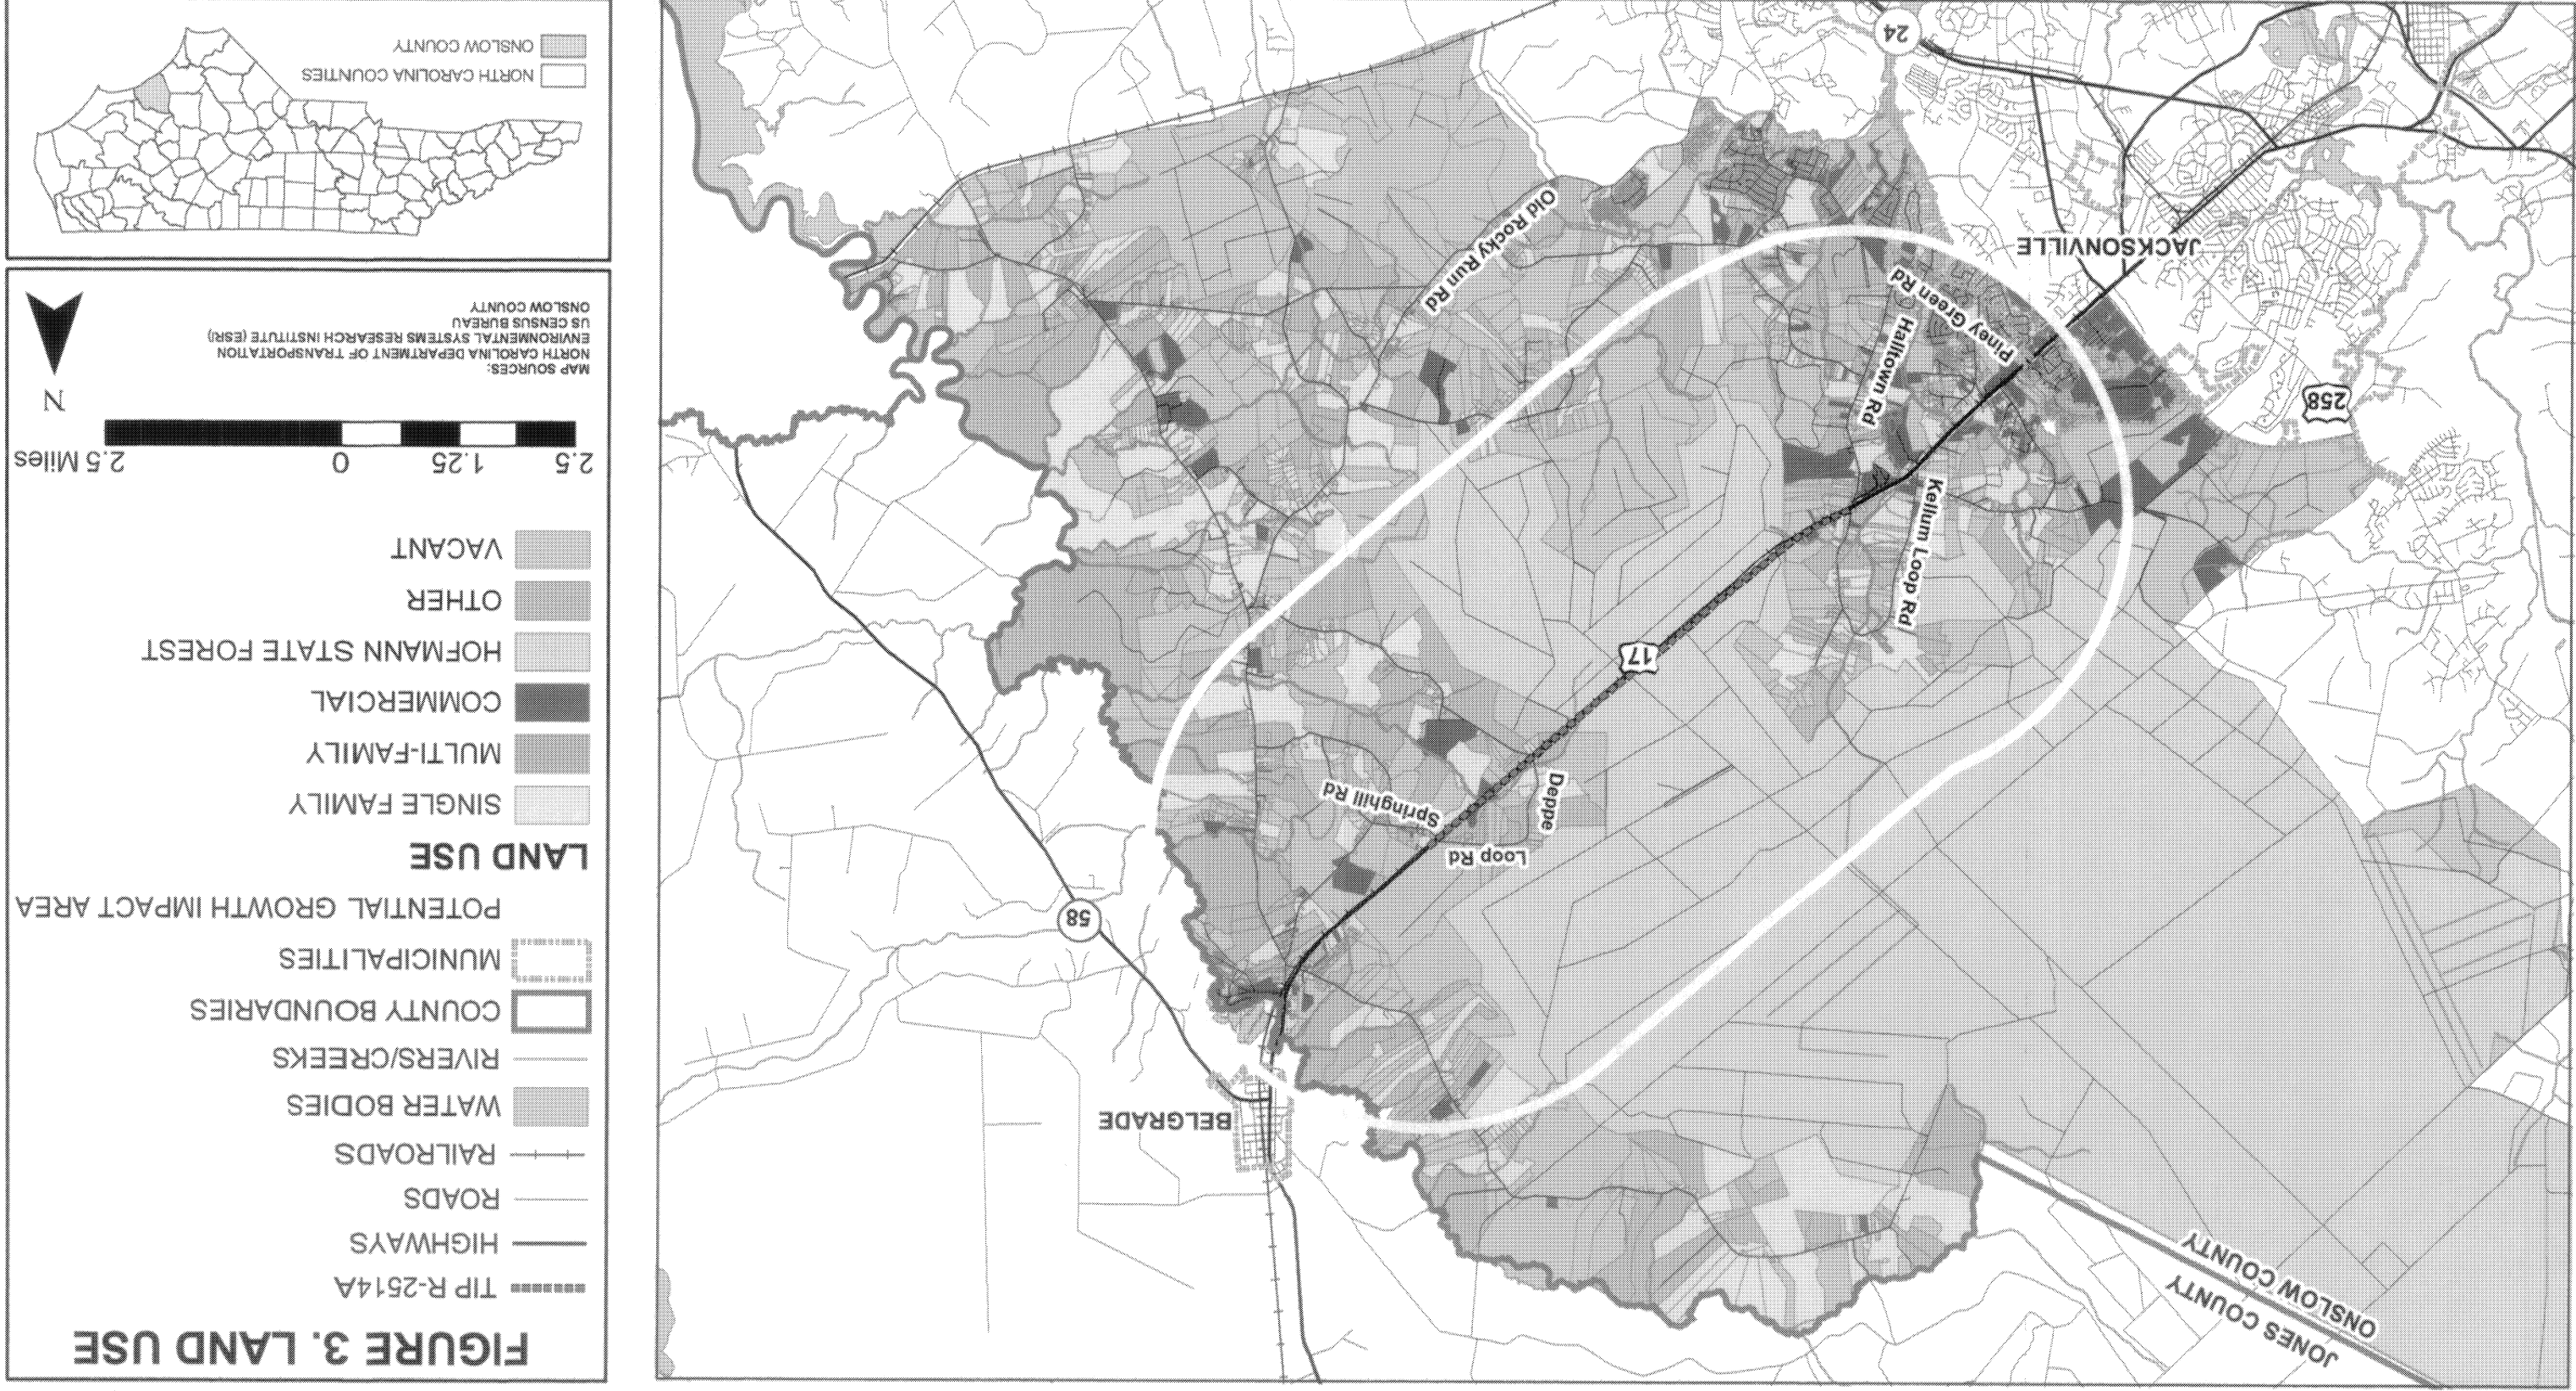 FIGURE 3. LAND USE
TIP R-2514A
HIGHWAYS
ROADS
RAILROADS
WATER BODIES
RIVERS/CREEKS
COUNTY BOUNDARIES
MUNICIPALITIES
POTENTIAL GROWTH IMPACT AREA
LAND USE
SINGLE FAMILY
MULTI-FAMILY
COMMERCIAL
HOFMANN STATE FOREST
OTHER
VACANT
2.5 1.25 0 2.5 Miles
N
MAP SOURCES:
NORTH CAROLINA DEPARTMENT OF TRANSPORTATION
ENVIRONMENTAL SYSTEMS RESEARCH INSTITUTE (ESRI)
US CENSUS BUREAU
ONSLOW COUNTY
NORTH CAROLINA COUNTIES
ONSLOW COUNTY
JONES COUNTY
ONSLOW COUNTY
BELGRADE
58
Loop Rd
Deppe
Springhill Rd
17
Kellum Loop Rd
258
Halltown Rd
Piney Green Rd
Old Rocky Run Rd
JACKSONVILLE
24